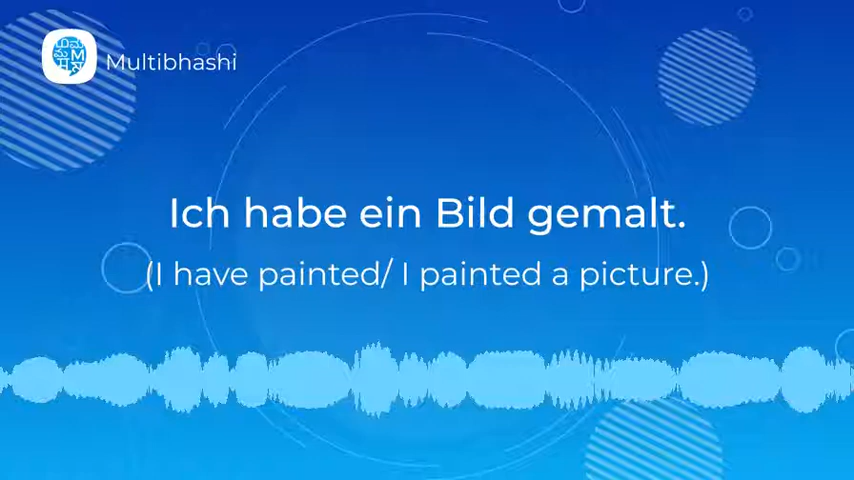 Multibhashi
Ich habe ein Bild gemalt.
(I have painted/ I painted a picture.)